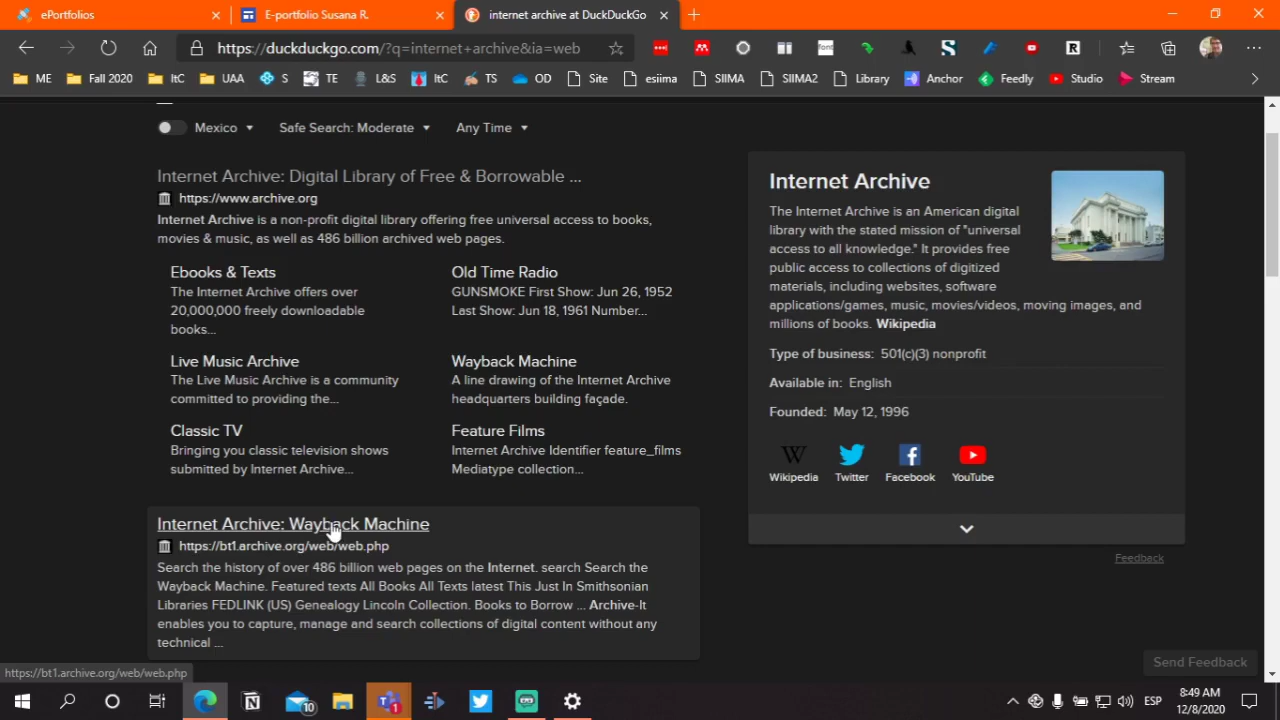 ePortfolios
E-portfolio Susana R.
internet archive at DuckDuckGo
https://duckduckgo.com/?q=internet+archive&ia=web
font
ME
Fall 2020
ItC
UAA
S
TE
L&S
ItC
TS
OD
Site
esiima
SIIMA
SIIMA2
Library
Anchor
Feedly
Studio
Stream
Mexico
Safe Search: Moderate
Any Time
Internet Archive: Digital Library of Free & Borrowable ...
https://www.archive.org
Internet Archive is a non-profit digital library offering free universal access to books,
movies & music, as well as 486 billion archived web pages.
Ebooks & Texts
The Internet Archive offers over
20,000,000 freely downloadable
books...
Old Time Radio
GUNSMOKE First Show: Jun 26, 1952
Last Show: Jun 18, 1961 Number...
Live Music Archive
The Live Music Archive is a community
committed to providing the...
Wayback Machine
A line drawing of the Internet Archive
headquarters building façade.
Classic TV
Bringing you classic television shows
submitted by Internet Archive...
Feature Films
Internet Archive Identifier feature_films
Mediatype collection...
Internet Archive: Wayback Machine
https://bt1.archive.org/web/web.php
Search the history of over 486 billion web pages on the Internet. search Search the
Wayback Machine. Featured texts All Books All Texts latest This Just In Smithsonian
Libraries FEDLINK (US) Genealogy Lincoln Collection. Books to Borrow ... Archive-It
enables you to capture, manage and search collections of digital content without any
technical ...
Internet Archive
The Internet Archive is an American digital
library with the stated mission of "universal
access to all knowledge." It provides free
public access to collections of digitized
materials, including websites, software
applications/games, music, movies/videos, moving images, and
millions of books. Wikipedia
Type of business: 501(c)(3) nonprofit
Available in: English
Founded: May 12, 1996
W
Wikipedia
Twitter
Facebook
YouTube
Feedback
Send Feedback
https://bt1.archive.org/web/web.php
10
1
ESP
8:49 AM
12/8/2020